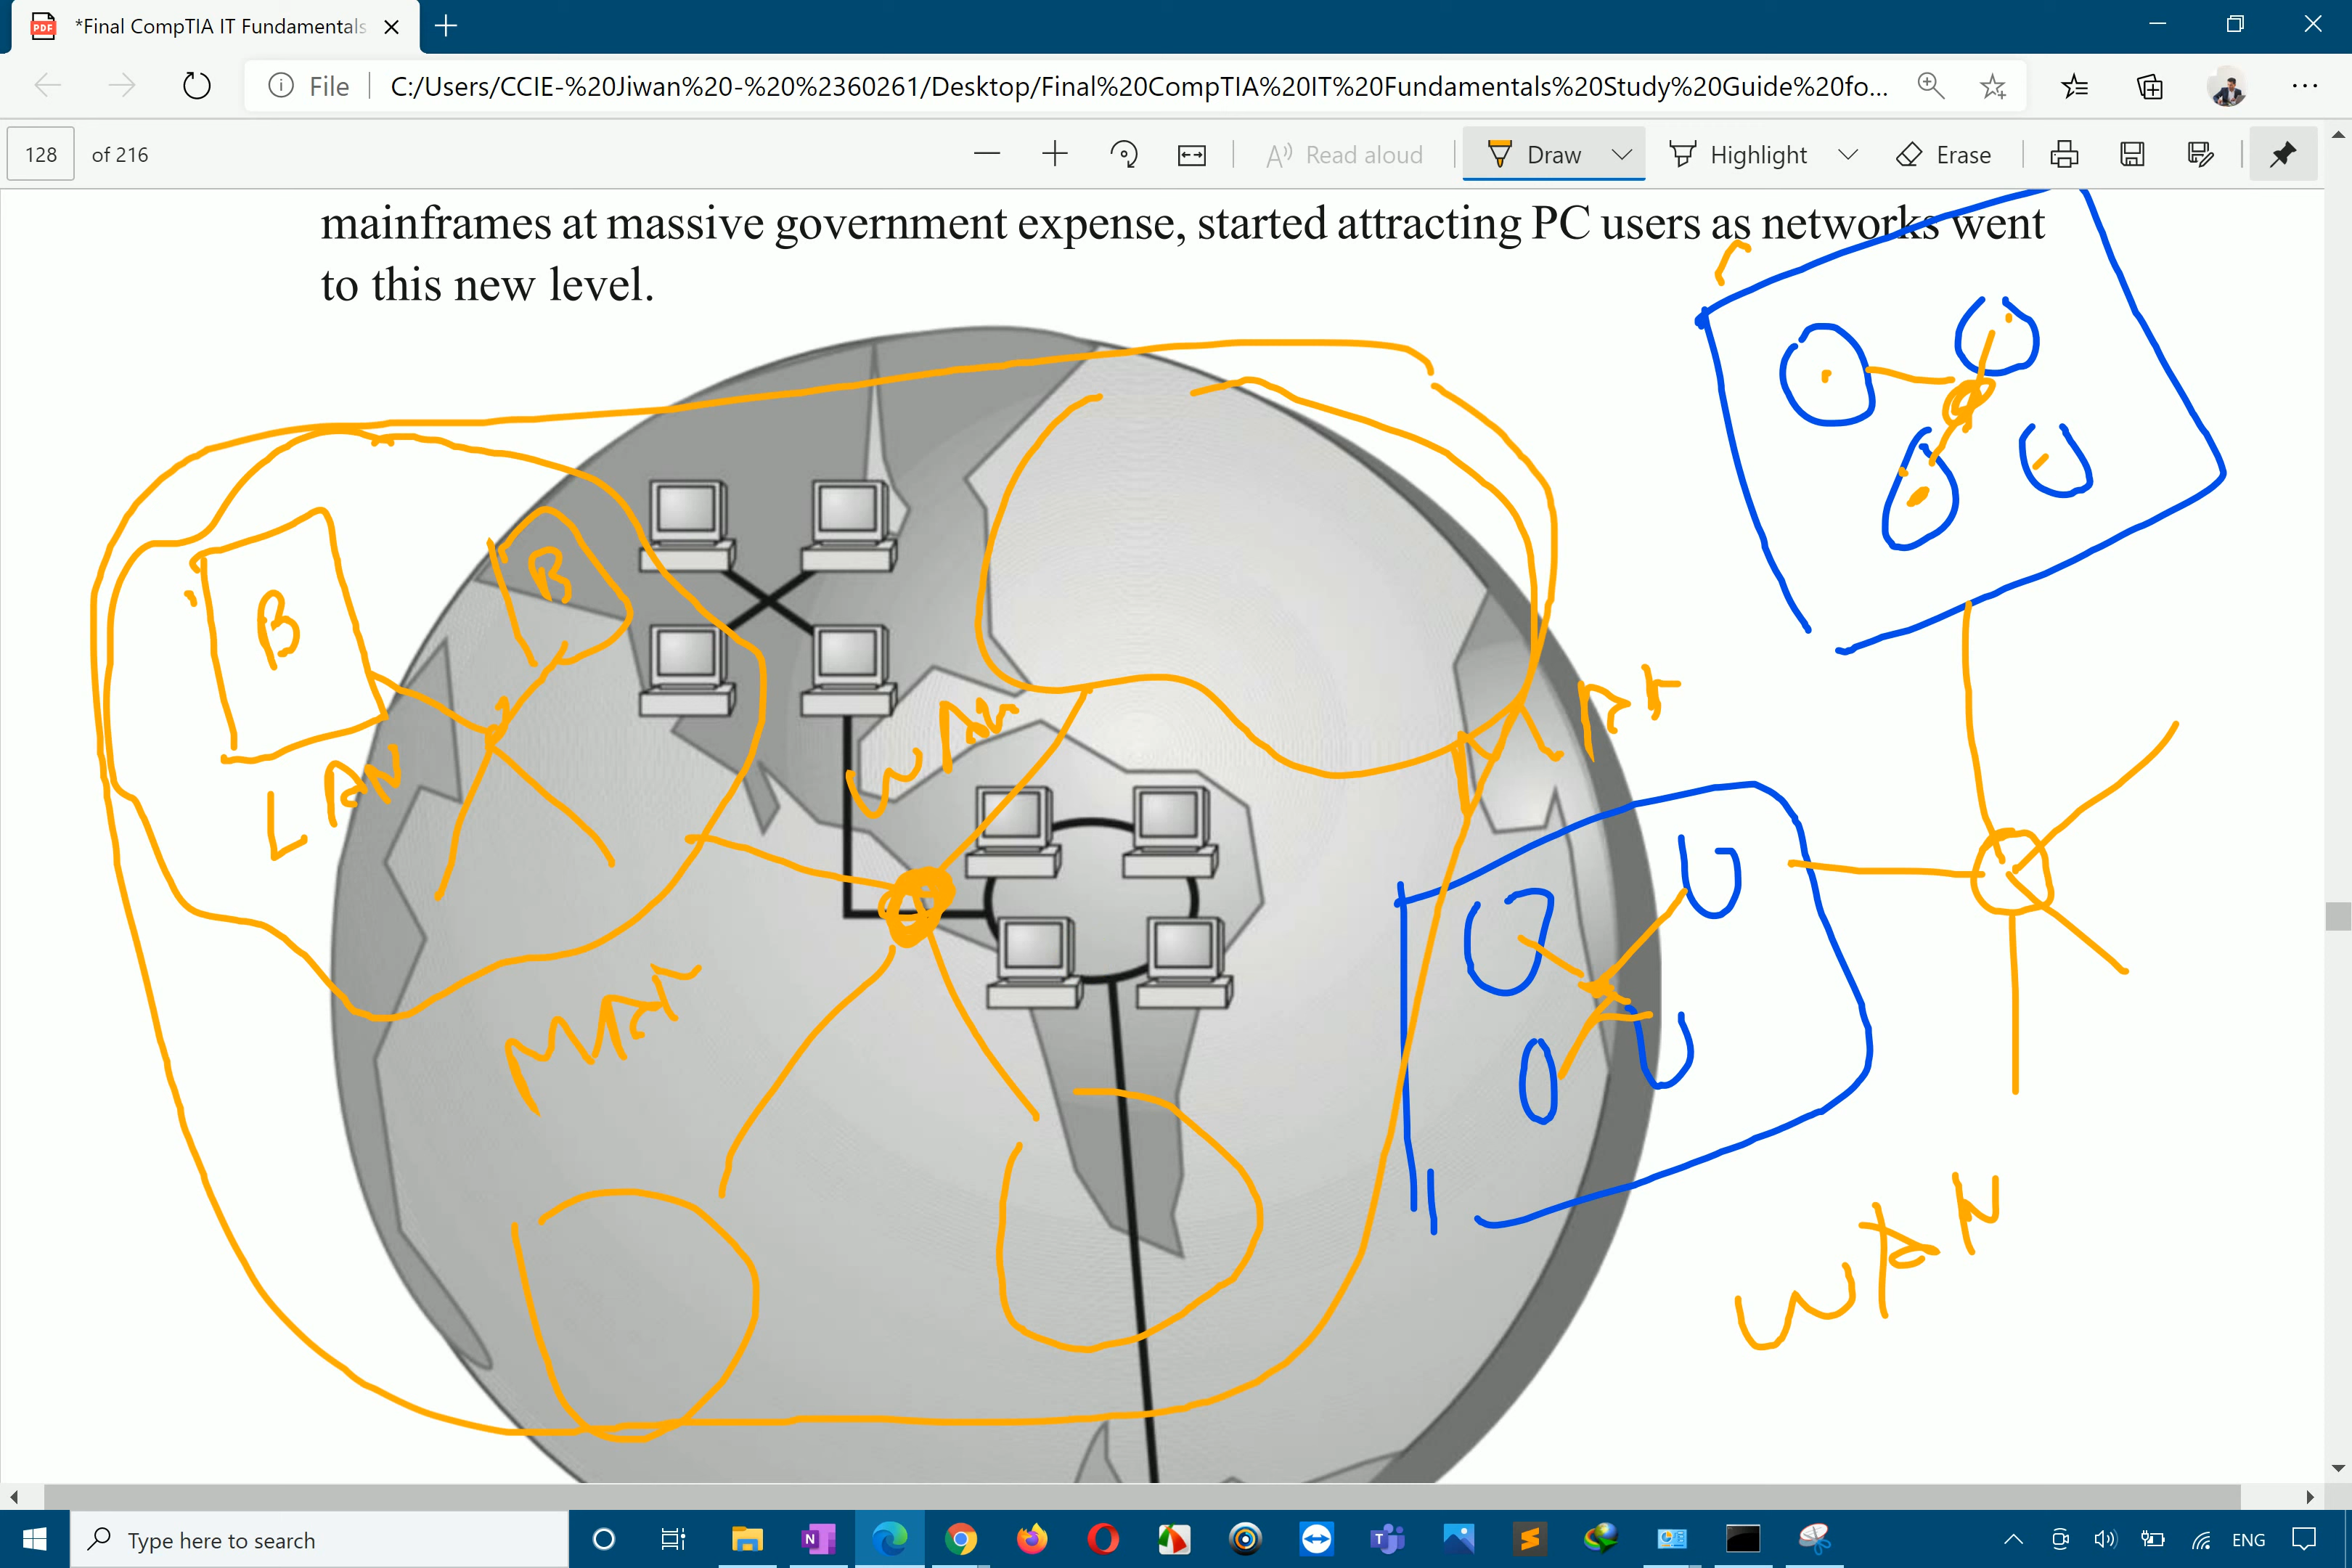 *Final CompTIA IT Fundamentals
File
C:/Users/CCIE-%20Jiwan%20-%20%2360261/Desktop/Final%20CompTIA%20IT%20Fundamentals%20Study%20Guide%20fo...
128 of 216
Read aloud
Draw
Highlight
Erase
mainframes at massive government expense, started attracting PC users as networks went
to this new level.
B
B
LAN
WAN
MAN
WAN
Type here to search
ENG